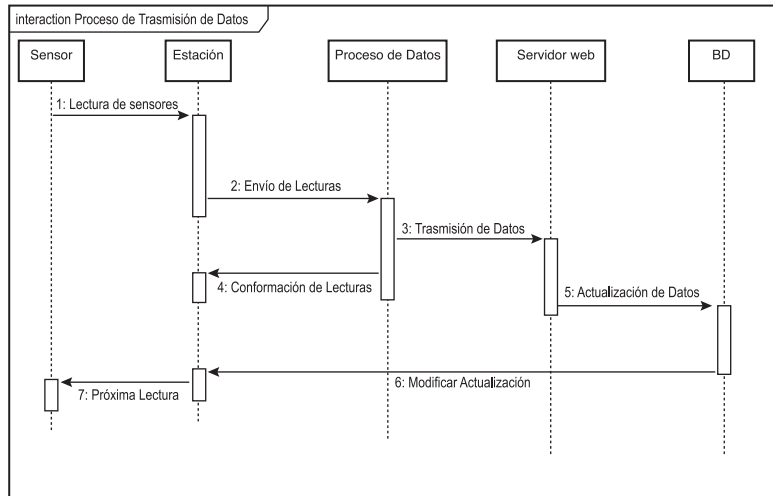 interaction Proceso de Trasmisión de Datos
Sensor
Estación
Proceso de Datos
Servidor web
BD
1: Lectura de sensores
2: Envío de Lecturas
3: Trasmisión de Datos
4: Conformación de Lecturas
5: Actualización de Datos
6: Modificar Actualización
7: Próxima Lectura